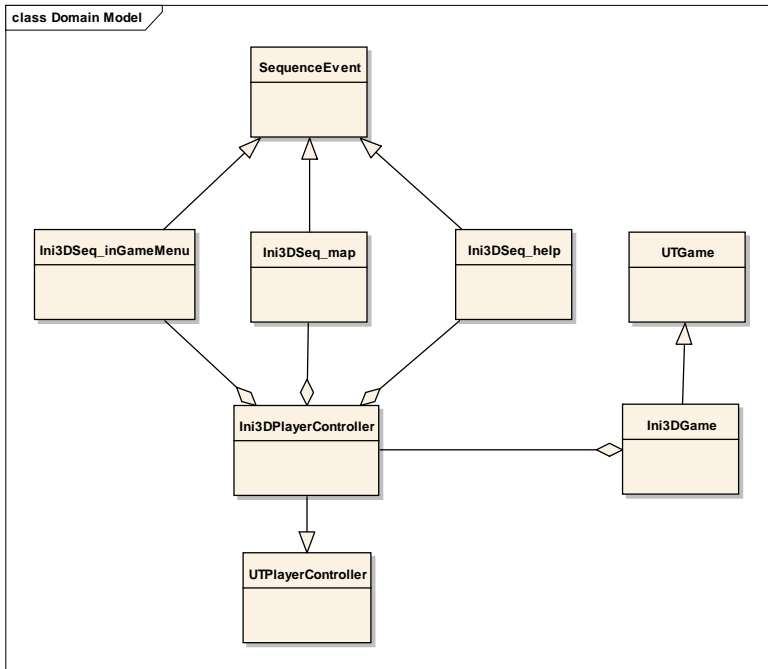 class Domain Model
SequenceEvent
Ini3DSeq_inGameMenu
Ini3DSeq_map
Ini3DSeq_help
UTGame
Ini3DPlayerController
Ini3DGame
UTPlayerController